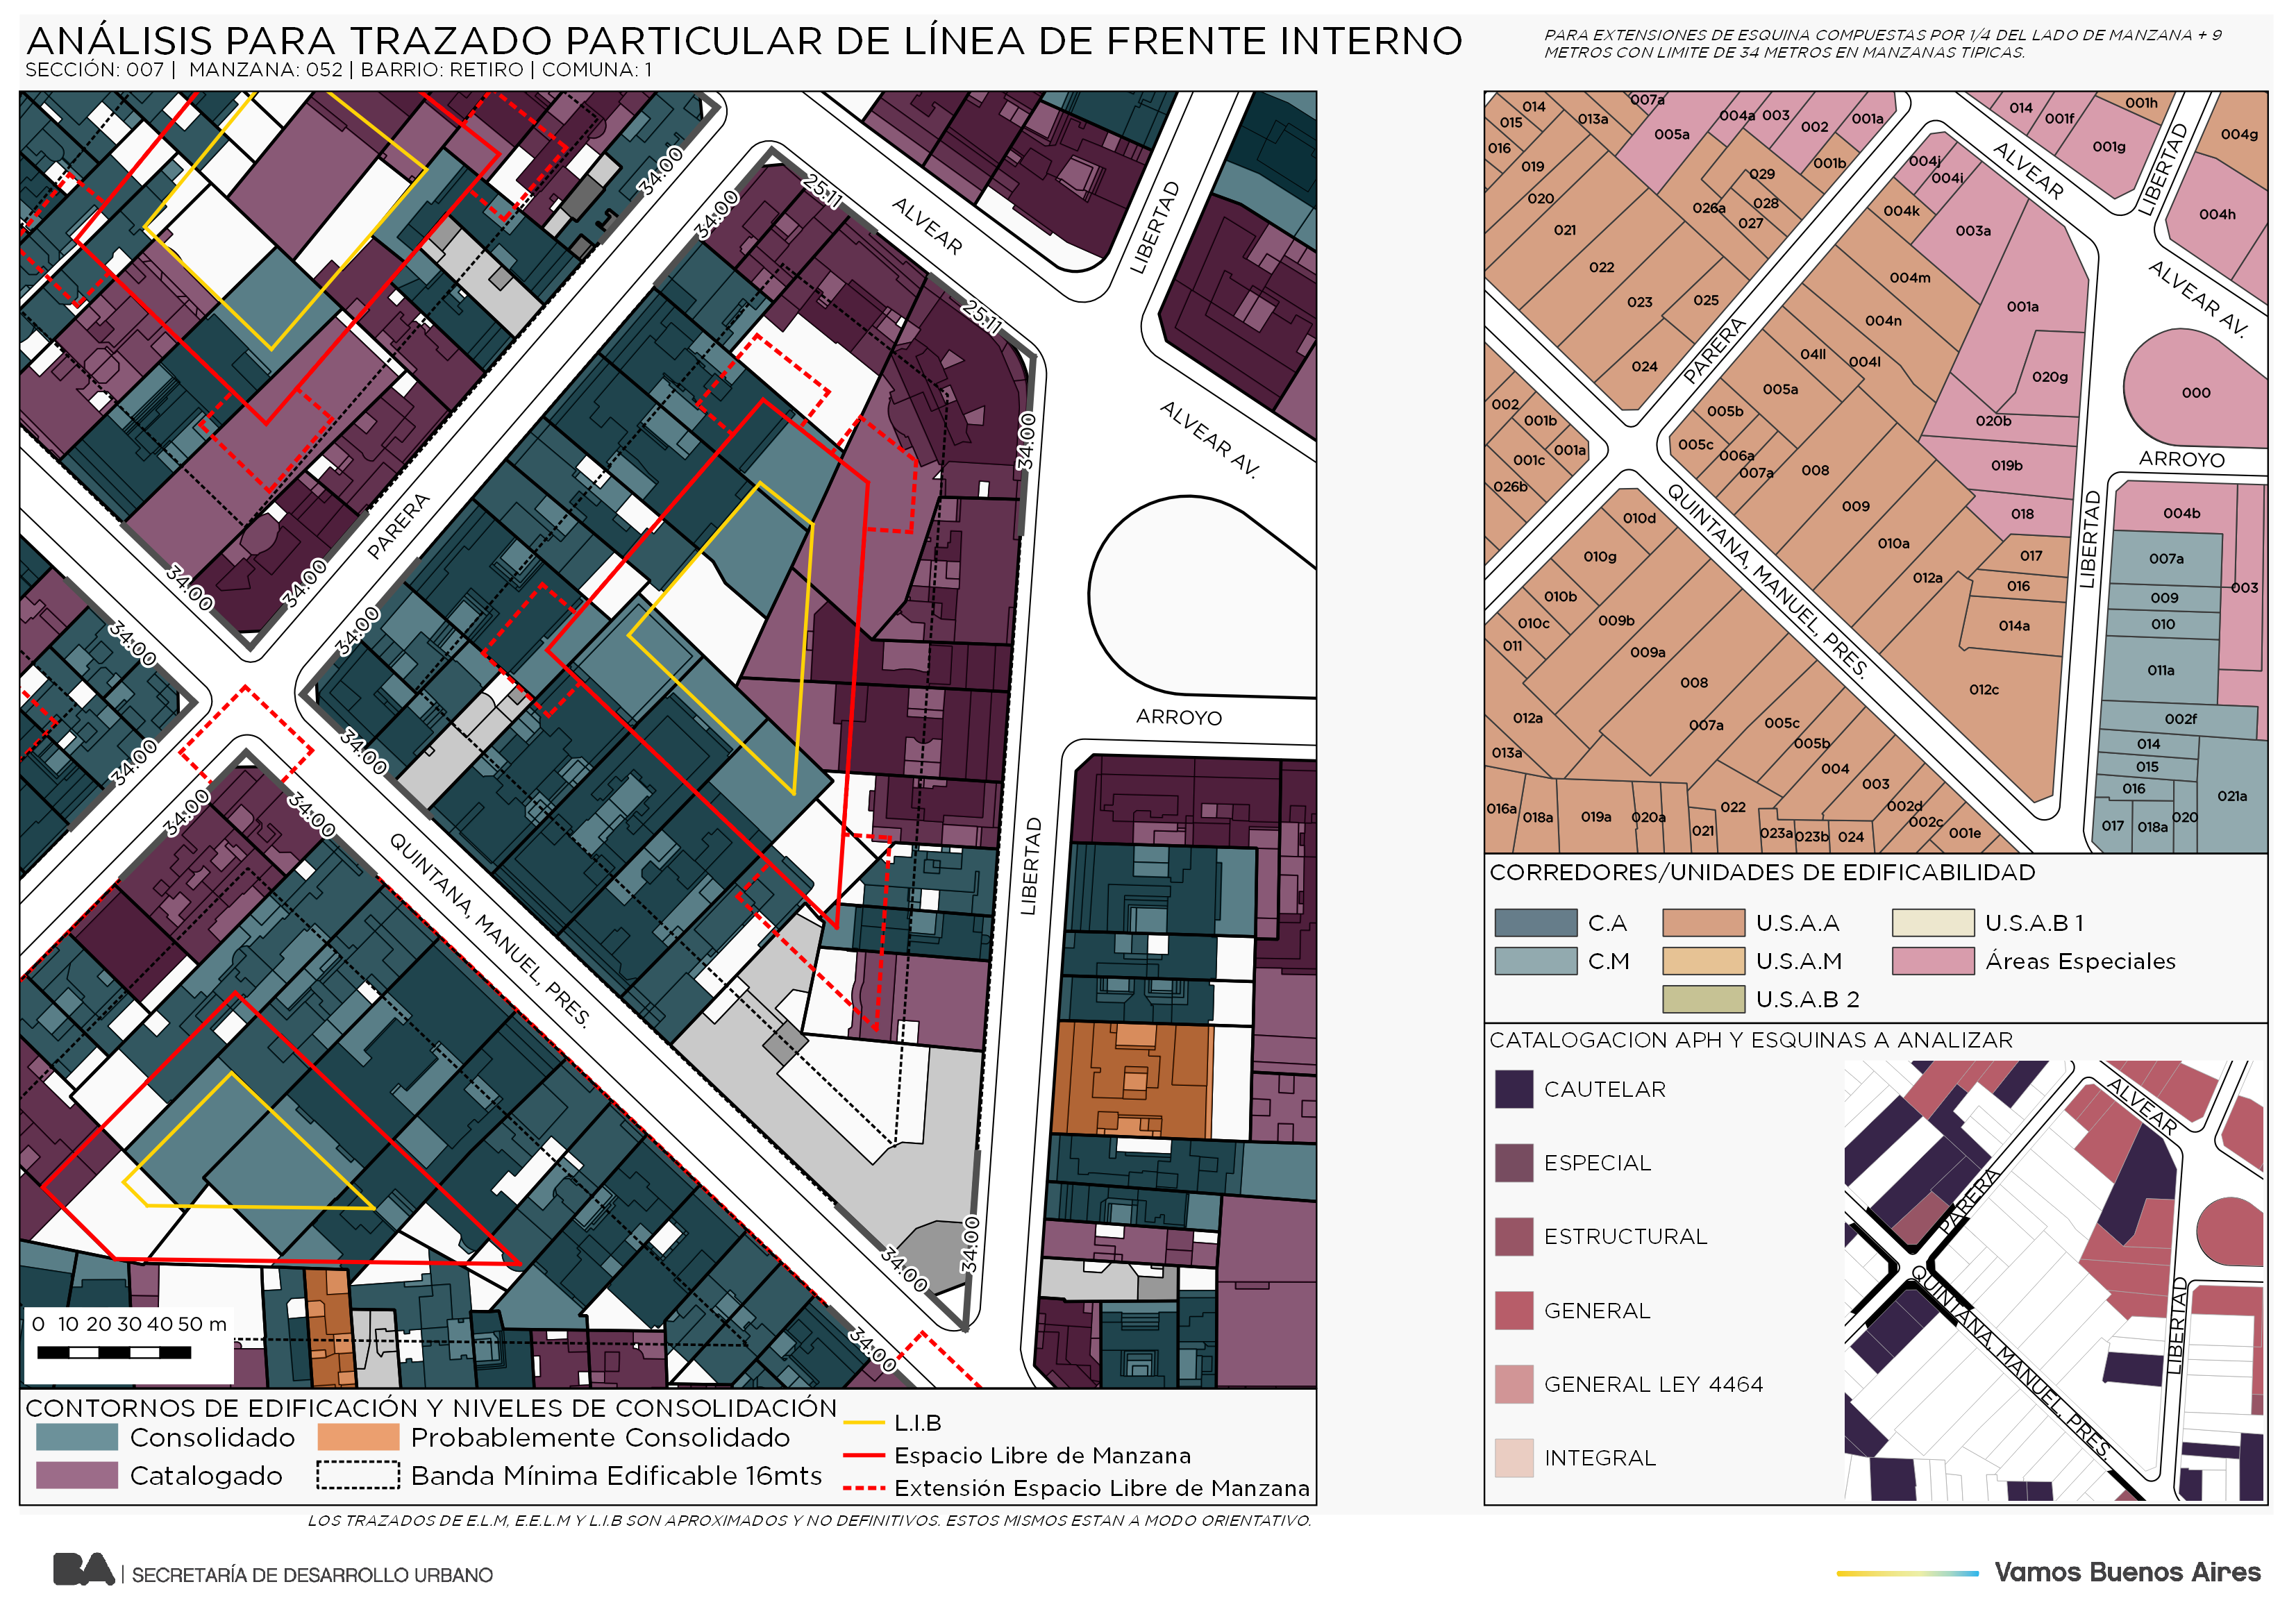 ANÁLISIS PARA TRAZADO PARTICULAR DE LÍNEA DE FRENTE INTERNO
SECCIÓN: 007 | MANZANA: 052 | BARRIO: RETIRO | COMUNA: 1
PARA EXTENSIONES DE ESQUINA COMPUESTAS POR 1/4 DEL LADO DE MANZANA + 9
METROS CON LIMITE DE 34 METROS EN MANZANAS TIPICAS.
34.00
34.00
25.11
ALVEAR
LIBERTAD
25.11
34.00
ALVEAR AV.
PARERA
34.00
34.00
34.00
34.00
34.00
34.00
34.00
34.00
ARROYO
QUINTANA, MANUEL, PRES.
LIBERTAD
34.00
34.00
34.00
0 10 20 30 40 50 m
CONTORNOS DE EDIFICACIÓN Y NIVELES DE CONSOLIDACIÓN
Consolidado
Probablemente Consolidado
Catalogado
Banda Mínima Edificable 16mts
L.I.B
Espacio Libre de Manzana
Extensión Espacio Libre de Manzana
014
015
016
013a
007a
005a
004a
003
002
001a
014
001f
001h
001g
004g
019
020
021
022
023
024
025
026a
027
028
029
001b
004j
004i
004k
003a
004h
ALVEAR
LIBERTAD
ALVEAR AV.
004m
004n
001a
020g
000
PARERA
04ll
004l
005a
005b
005c
006a
007a
008
009
010a
012a
020b
019b
018
017
016
014a
012c
ARROYO
002
001b
001a
001c
026b
010d
010g
010b
010c
011
009b
009a
008
007a
012a
013a
005c
005b
004
003
002d
002c
001e
016a
018a
019a
020a
021
022
023a
023b
024
QUINTANA, MANUEL, PRES.
LIBERTAD
004b
007a
003
009
010
011a
002f
014
015
016
017
018a
020
021a
CORREDORES/UNIDADES DE EDIFICABILIDAD
C.A
U.S.A.A
U.S.A.B 1
C.M
U.S.A.M
Áreas Especiales
U.S.A.B 2
CATALOGACION APH Y ESQUINAS A ANALIZAR
CAUTELAR
ESPECIAL
ESTRUCTURAL
GENERAL
GENERAL LEY 4464
INTEGRAL
ALVEAR
PARERA
QUINTANA, MANUEL, PRES.
LIBERTAD
LOS TRAZADOS DE E.L.M, E.E.L.M Y L.I.B SON APROXIMADOS Y NO DEFINITIVOS. ESTOS MISMOS ESTAN A MODO ORIENTATIVO.
BA | SECRETARÍA DE DESARROLLO URBANO
Vamos Buenos Aires